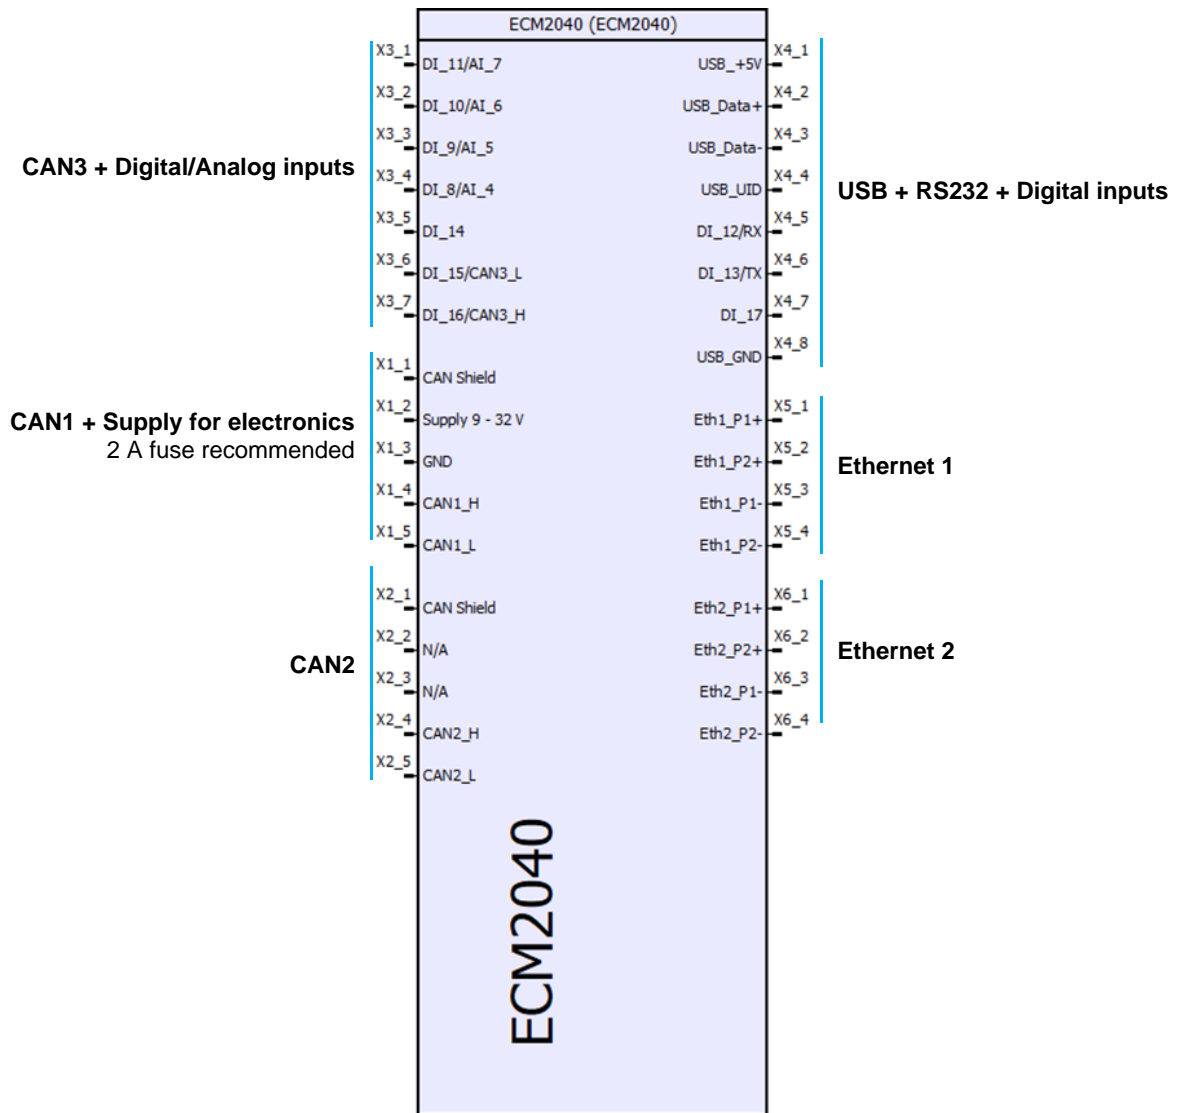 ECM2040 (ECM2040)
CAN3 + Digital/Analog inputs
X3_1 DI_11/AI_7
X3_2 DI_10/AI_6
X3_3 DI_9/AI_5
X3_4 DI_8/AI_4
X3_5 DI_14
X3_6 DI_15/CAN3_L
X3_7 DI_16/CAN3_H
CAN1 + Supply for electronics
2 A fuse recommended
X1_1 CAN Shield
X1_2 Supply 9 - 32 V
X1_3 GND
X1_4 CAN1_H
X1_5 CAN1_L
CAN2
X2_1 CAN Shield
X2_2 N/A
X2_3 N/A
X2_4 CAN2_H
X2_5 CAN2_L
USB_+5V X4_1
USB_Data+ X4_2
USB_Data- X4_3
USB_UID X4_4
DI_12/RX X4_5
DI_13/TX X4_6
DI_17 X4_7
USB_GND X4_8
USB + RS232 + Digital inputs
Eth1_P1+ X5_1
Eth1_P2+ X5_2
Eth1_P1- X5_3
Eth1_P2- X5_4
Ethernet 1
Eth2_P1+ X6_1
Eth2_P2+ X6_2
Eth2_P1- X6_3
Eth2_P2- X6_4
Ethernet 2
ECM2040